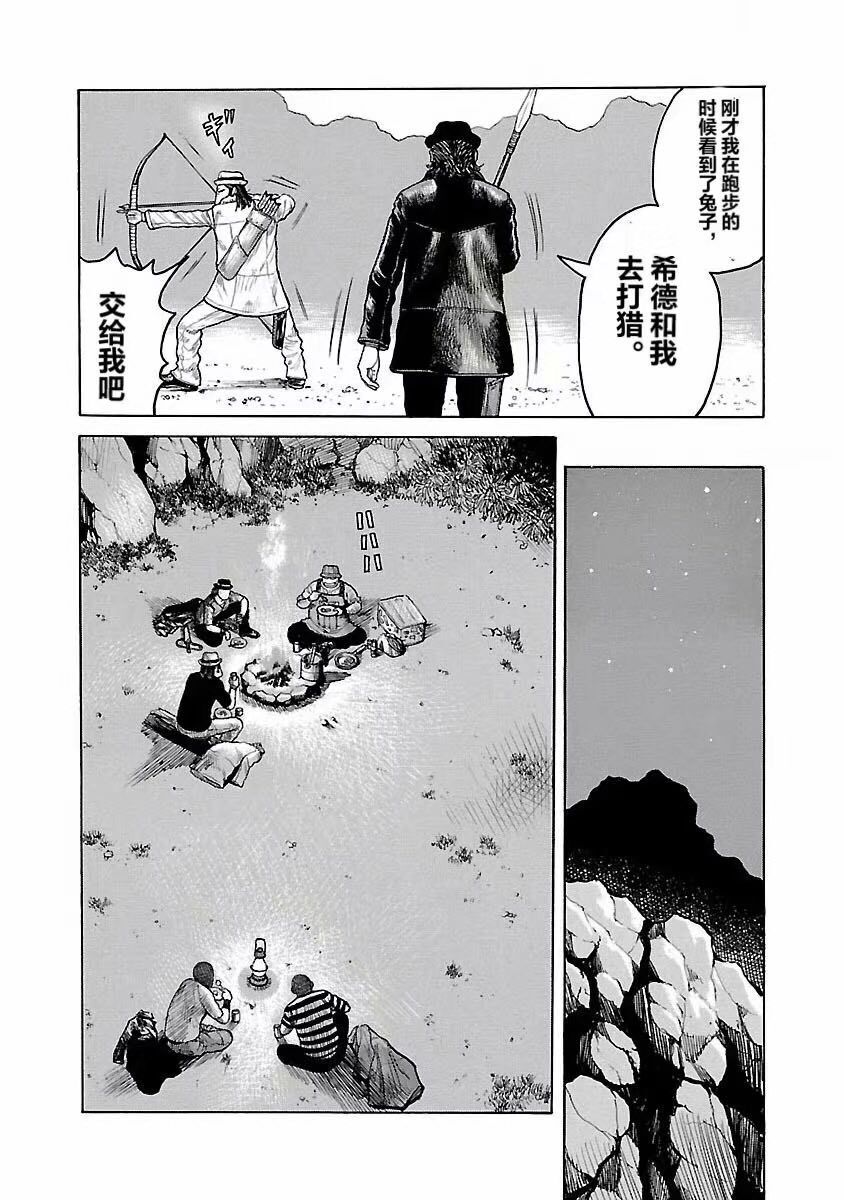 刚才我在跑步的
时候看到了兔子，
希德和我
去打猎。
交给我吧
ギィ